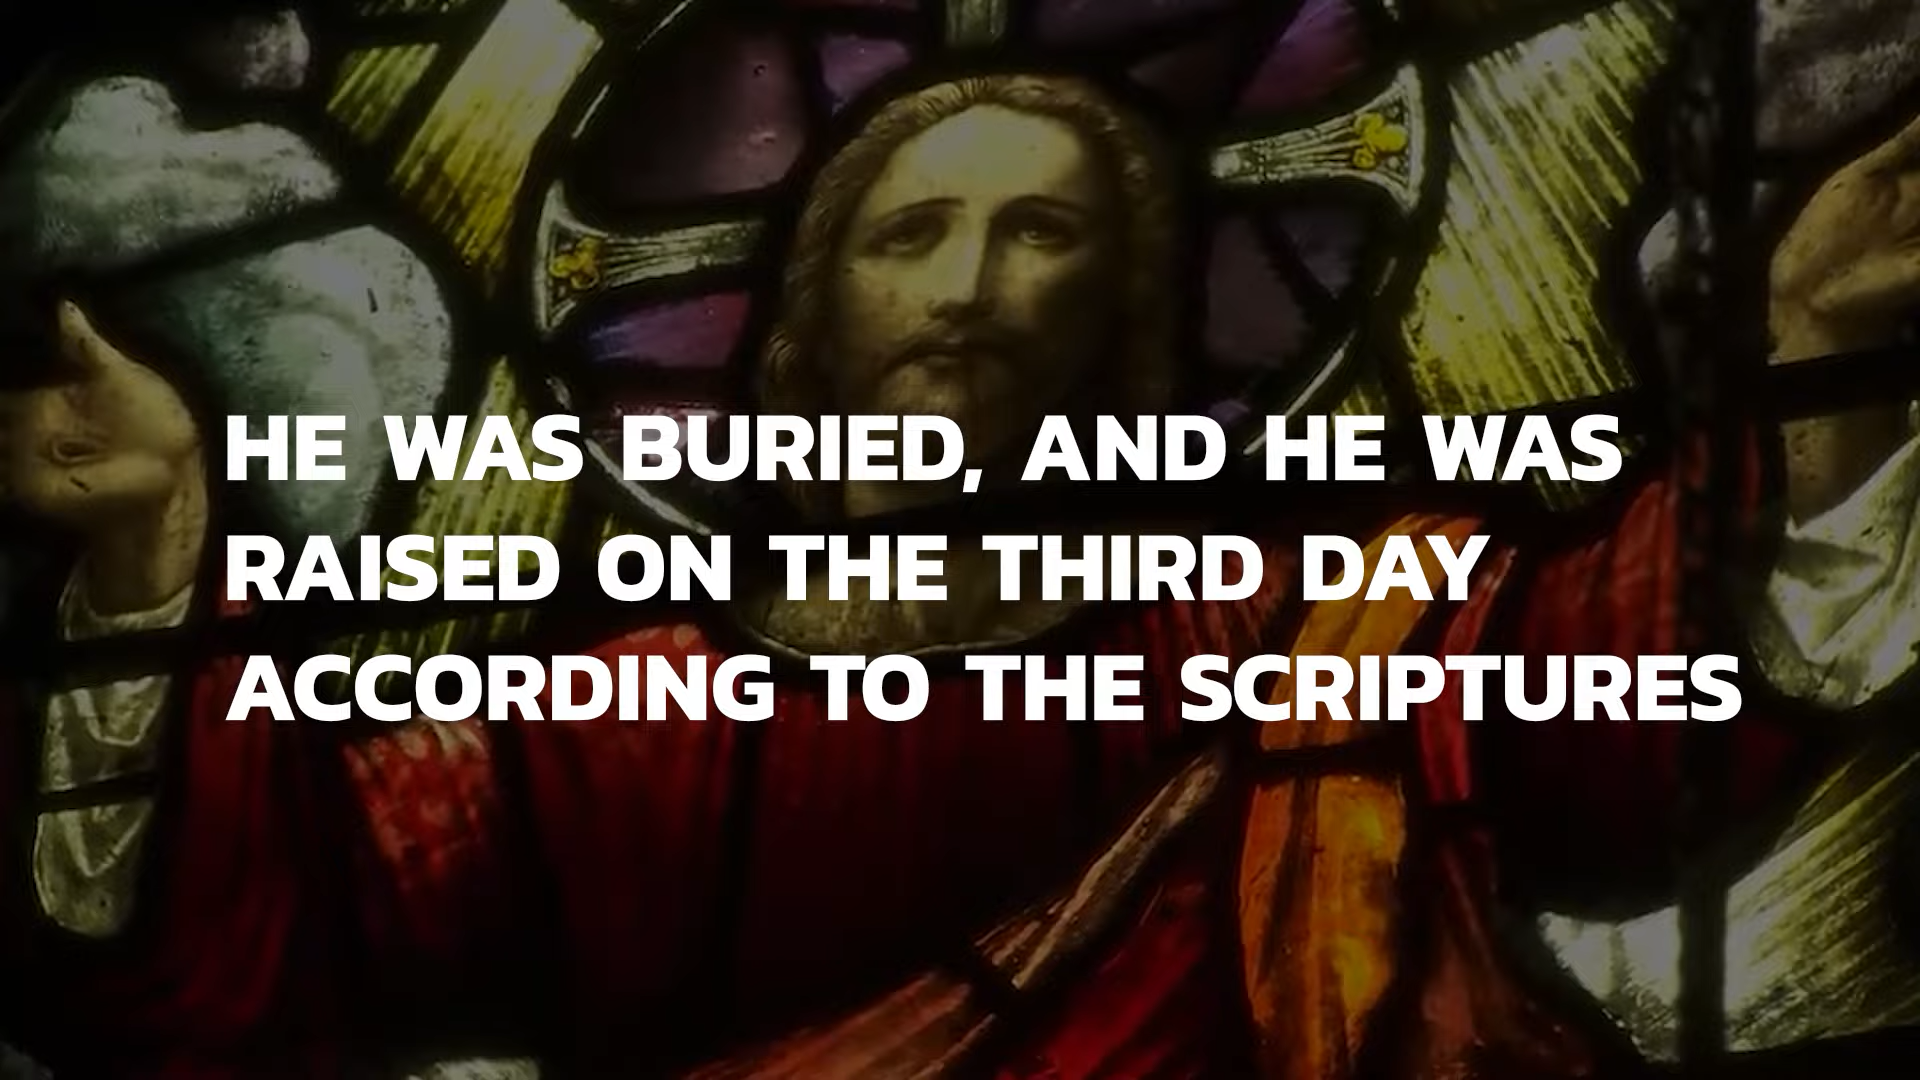 HE WAS BURIED, AND HE WAS
RAISED ON THE THIRD DAY
ACCORDING TO THE SCRIPTURES